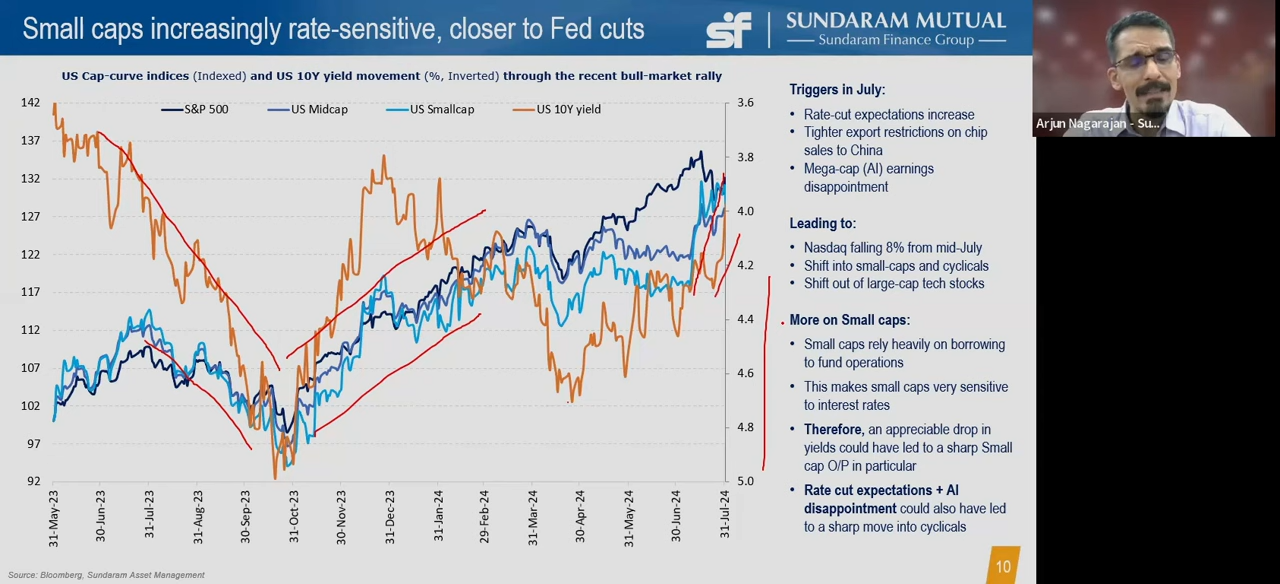 Small caps increasingly rate-sensitive, closer to Fed cuts
sf
SUNDARAM MUTUAL
Sundaram Finance Group
US Cap-curve indices (Indexed) and US 10Y yield movement (%, Inverted) through the recent bull-market rally
S&P 500 US Midcap US Smallcap US 10Y yield
142
137
132
127
122
117
112
107
102
97
92
3.6
3.8
4.0
4.2
4.4
4.6
4.8
5.0
31-May-23
30-Jun-23
31-Jul-23
31-Aug-23
30-Sep-23
31-Oct-23
30-Nov-23
31-Dec-23
31-Jan-24
29-Feb-24
31-Mar-24
30-Apr-24
31-May-24
30-Jun-24
31-Jul-24
Triggers in July:
• Rate-cut expectations increase
• Tighter export restrictions on chip
sales to China
• Mega-cap (AI) earnings
disappointment
Leading to:
• Nasdaq falling 8% from mid-July
• Shift into small-caps and cyclicals
• Shift out of large-cap tech stocks
More on Small caps:
• Small caps rely heavily on borrowing
to fund operations
• This makes small caps very sensitive
to interest rates
• Therefore, an appreciable drop in
yields could have led to a sharp Small
cap O/P in particular
• Rate cut expectations + AI
disappointment could also have led
to a sharp move into cyclicals
Source: Bloomberg, Sundaram Asset Management
10
Arjun Nagarajan - Su...